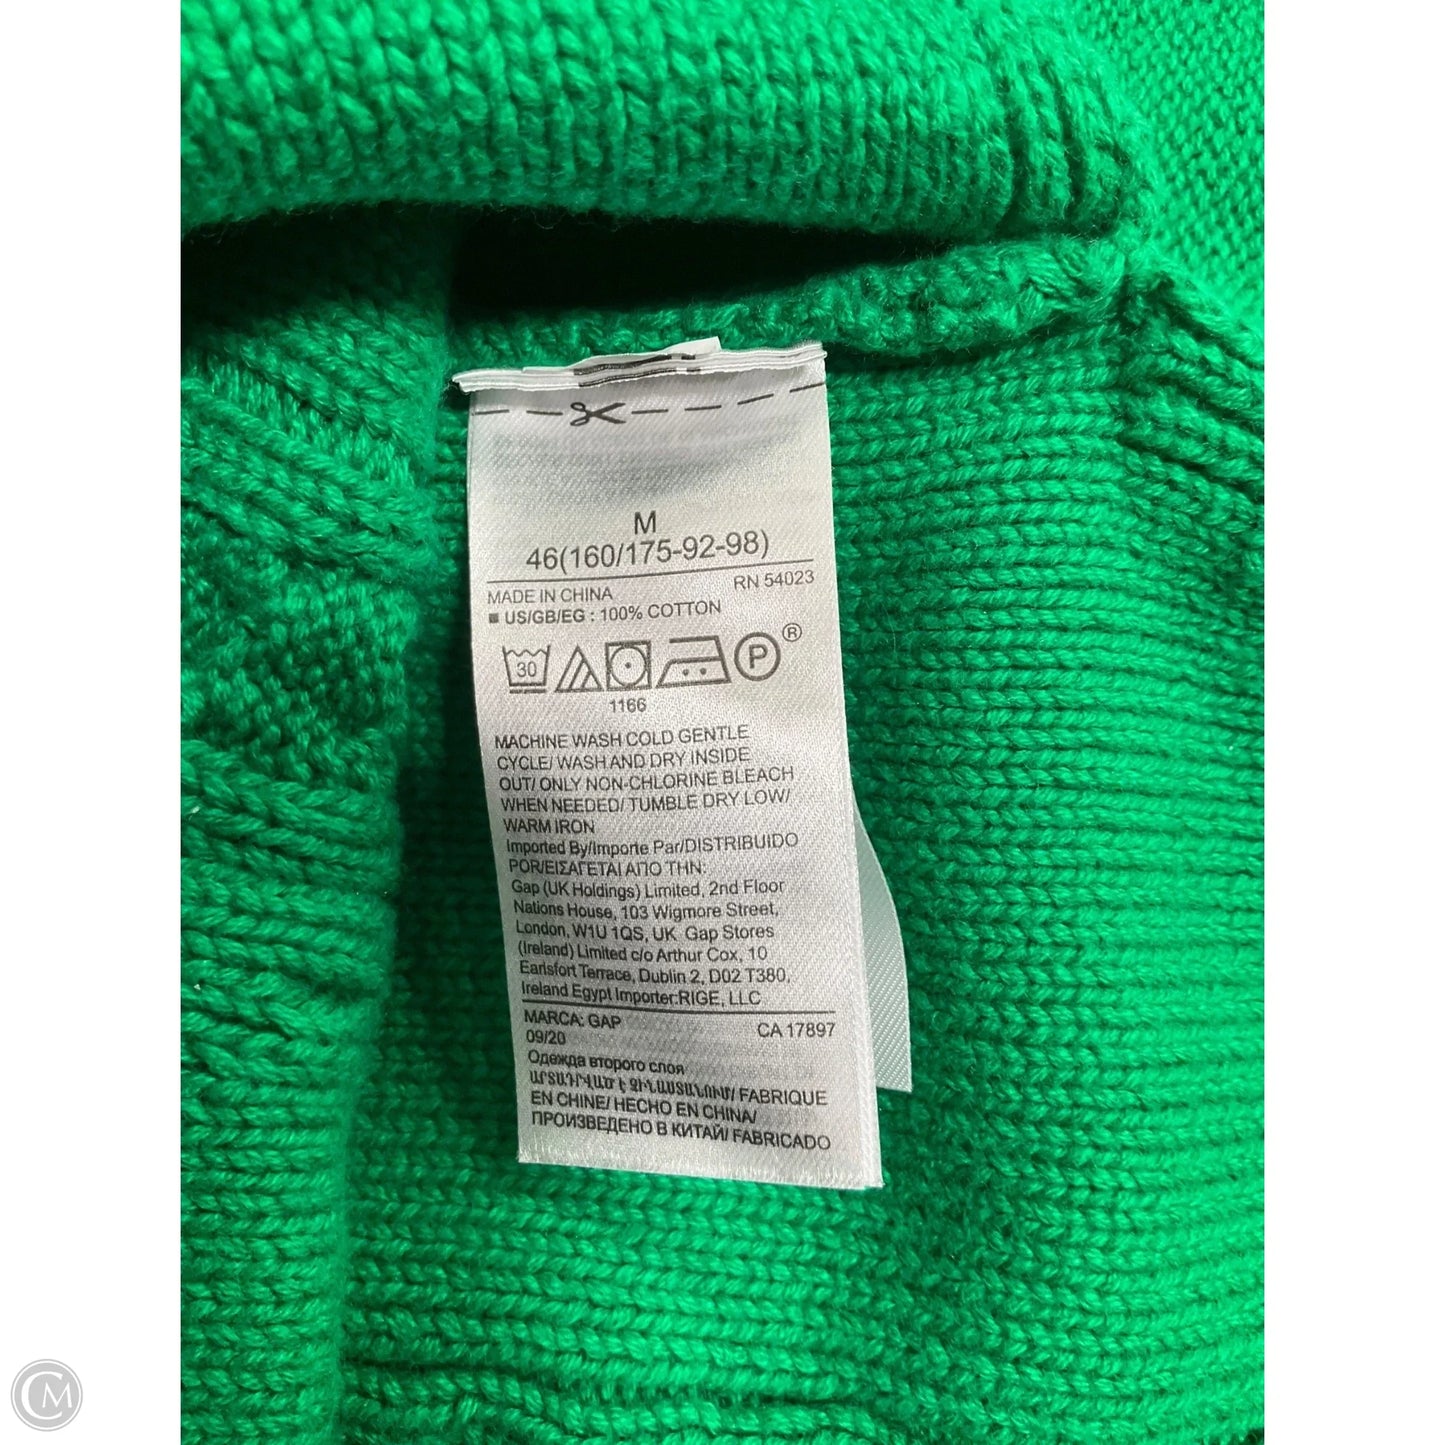 M
46(160/175-92-98)
RN 54023
MADE IN CHINA
US/GB/EG : 100% COTTON
30 P ®
1166
MACHINE WASH COLD GENTLE
CYCLE/ WASH AND DRY INSIDE
OUT/ ONLY NON-CHLORINE BLEACH
WHEN NEEDED/ TUMBLE DRY LOW/
WARM IRON
Imported By/Importe Par/DISTRIBUIDO
POR/ΕΙΣΑΓΕΤΑΙ ΑΠΟ ΤΗΝ:
Gap (UK Holdings) Limited, 2nd Floor
Nations House, 103 Wigmore Street,
London, W1U 1QS, UK Gap Stores
(Ireland) Limited c/o Arthur Cox, 10
Earlsfort Terrace, Dublin 2, D02 T380,
Ireland Egypt Importer:RIGE, LLC
MARCA: GAP
CA 17897
09/20
Одежда второго слоя
ԱՐՏԱԴՐՎԱԾ Է ՉԻՆԱՍՏԱՆՈՒՄ/ FABRIQUE
EN CHINE/ HECHO EN CHINA/
ПРОИЗВЕДЕНО В КИТАЙ/ FABRICADO
CM